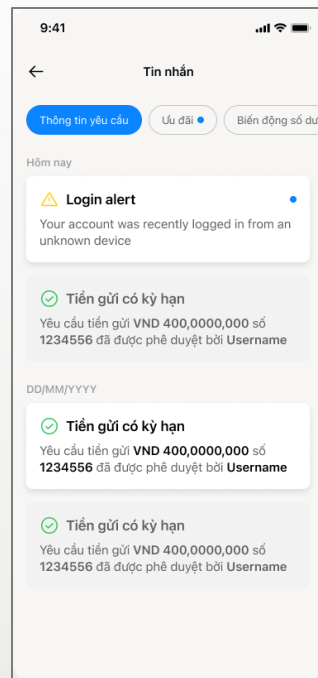 9:41
Tin nhắn
Thông tin yêu cầu
Ưu đãi
Biến động số dư
Hôm nay
Login alert
Your account was recently logged in from an
unknown device
Tiền gửi có kỳ hạn
Yêu cầu tiền gửi VND 400,0000,000 số
1234556 đã được phê duyệt bởi Username
DD/MM/YYYY
Tiền gửi có kỳ hạn
Yêu cầu tiền gửi VND 400,0000,000 số
1234556 đã được phê duyệt bởi Username
Tiền gửi có kỳ hạn
Yêu cầu tiền gửi VND 400,0000,000 số
1234556 đã được phê duyệt bởi Username